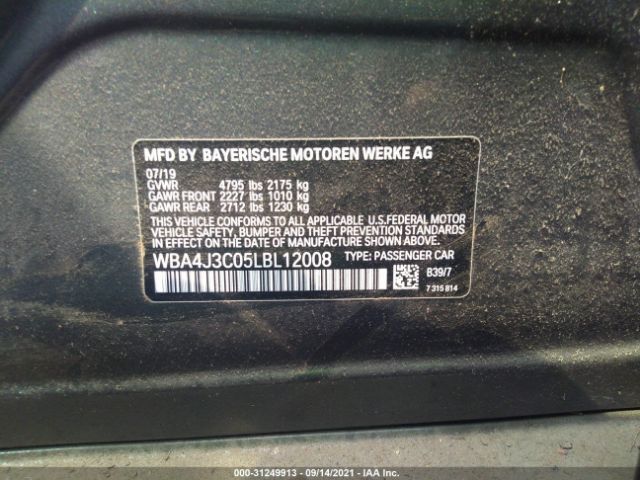 MFD BY BAYERISCHE MOTOREN WERKE AG
07/19
GVWR 4795 lbs 2175 kg
GAWR FRONT 2227 lbs 1010 kg
GAWR REAR 2712 lbs 1230 kg
THIS VEHICLE CONFORMS TO ALL APPLICABLE U.S.FEDERAL MOTOR
VEHICLE SAFETY, BUMPER AND THEFT PREVENTION STANDARDS
IN EFFECT ON THE DATE OF MANUFACTURE SHOWN ABOVE.
WBA4J3C05LBL12008 TYPE: PASSENGER CAR
B39/7
7 315 814
000-31249913 - 09/14/2021 - IAA Inc.